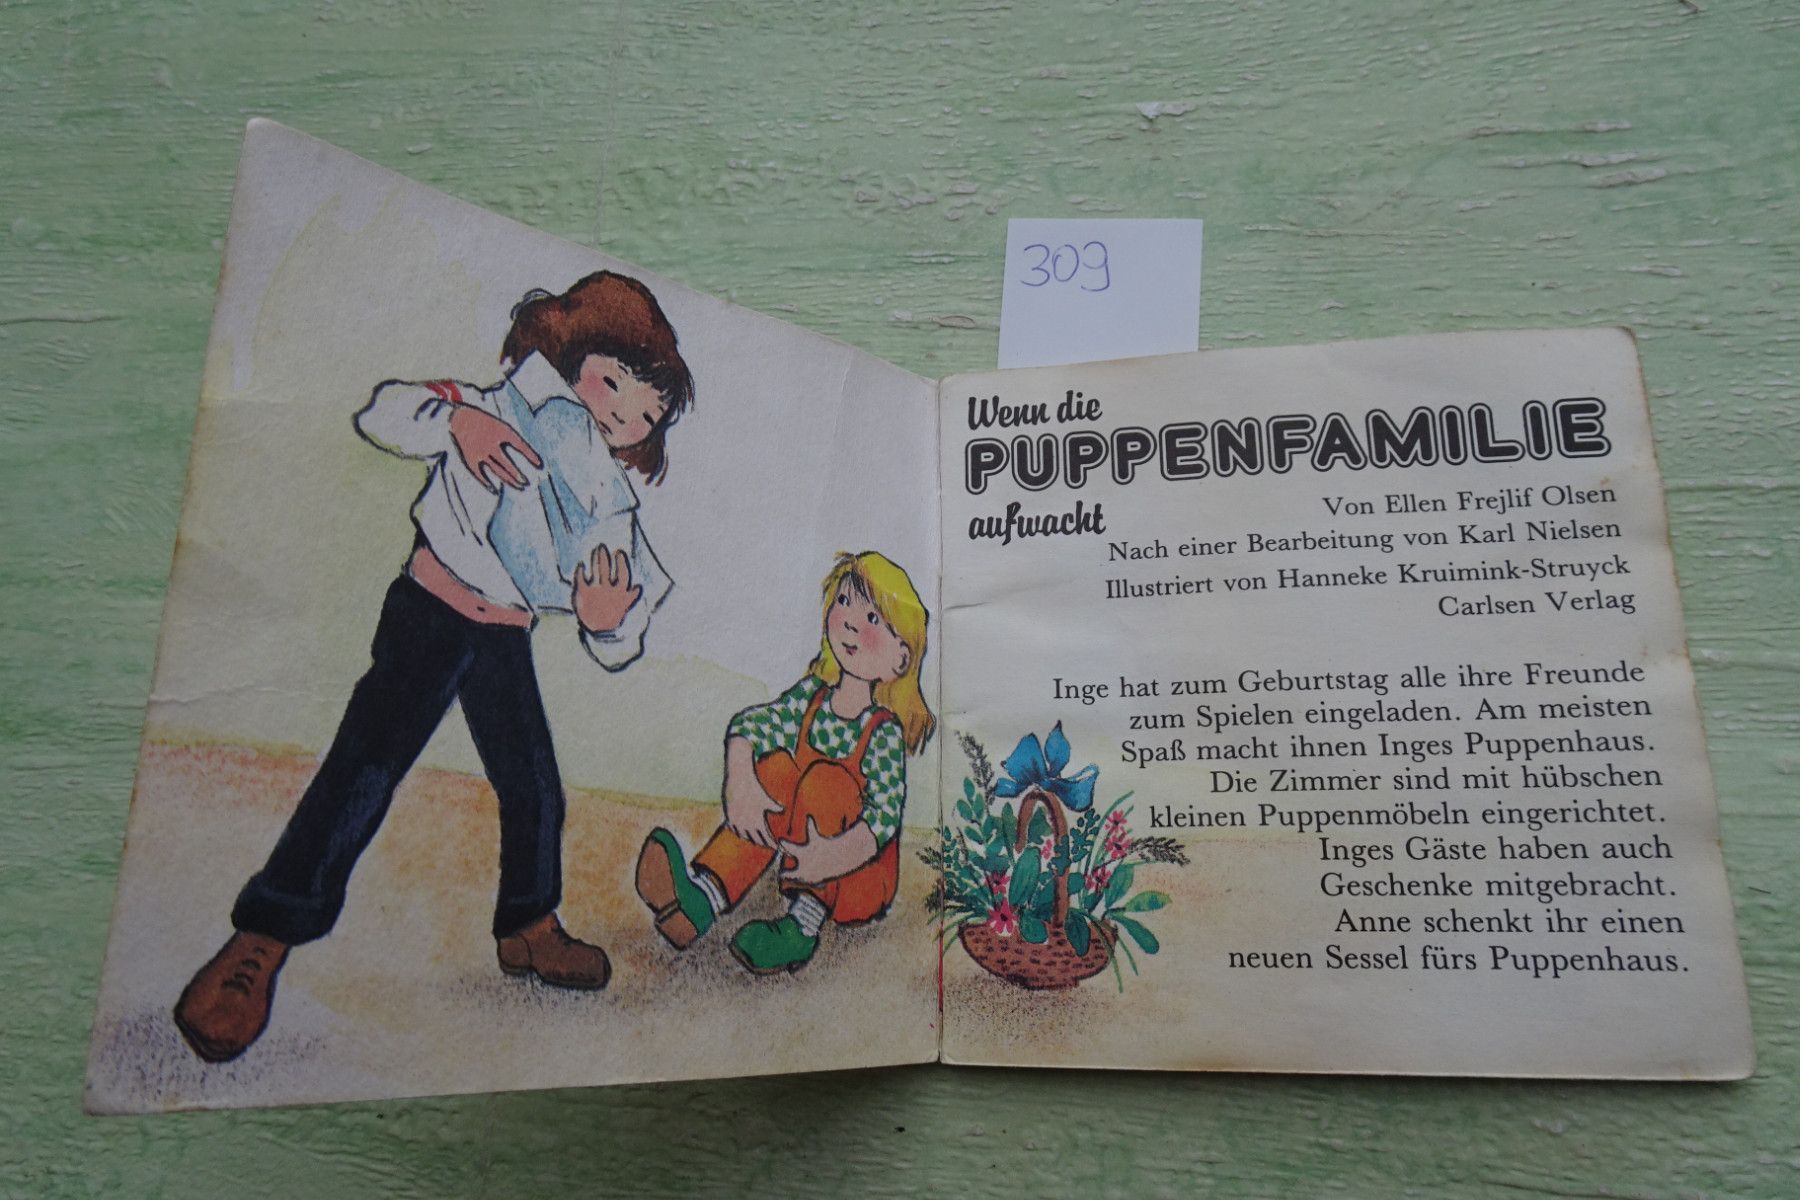 309
Wenn die
PUPPENFAMILIE
aufwacht
Von Ellen Frejlif Olsen
Nach einer Bearbeitung von Karl Nielsen
Illustriert von Hanneke Kruimink-Struyck
Carlsen Verlag
Inge hat zum Geburtstag alle ihre Freunde
zum Spielen eingeladen. Am meisten
Spaß macht ihnen Inges Puppenhaus.
Die Zimmer sind mit hübschen
kleinen Puppenmöbeln eingerichtet.
Inges Gäste haben auch
Geschenke mitgebracht.
Anne schenkt ihr einen
neuen Sessel fürs Puppenhaus.